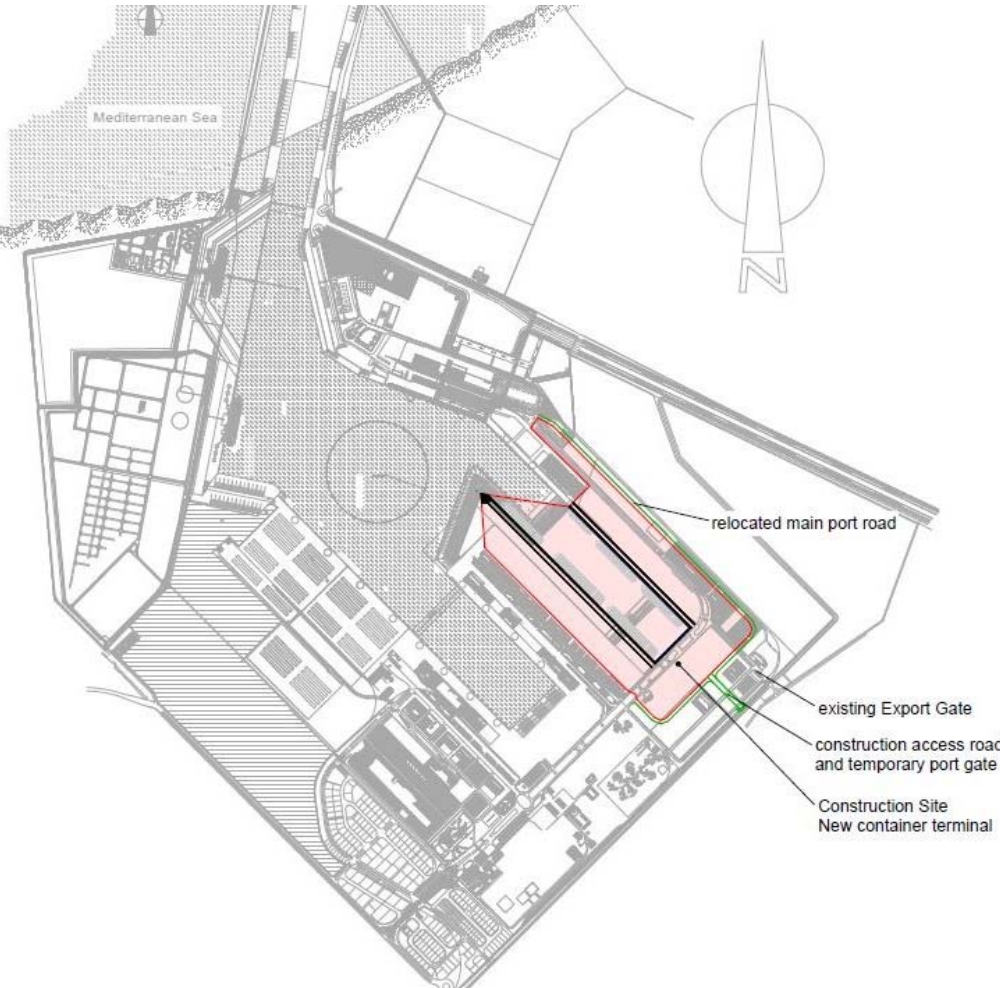 Mediterranean Sea
N
relocated main port road
existing Export Gate
construction access road
and temporary port gate
Construction Site
New container terminal